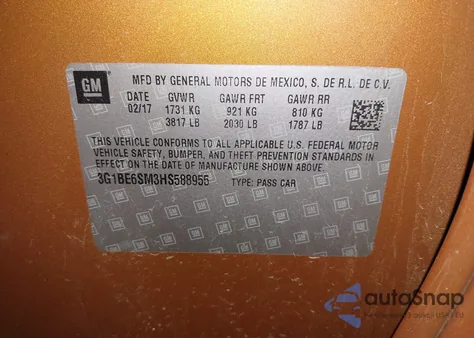 GM
MFD BY GENERAL MOTORS DE MEXICO, S. DE R.L. DE C.V.
DATE GVWR GAWR FRT GAWR RR
02/17 1731 KG 921 KG 810 KG
3817 LB 2030 LB 1787 LB
THIS VEHICLE CONFORMS TO ALL APPLICABLE U.S. FEDERAL MOTOR
VEHICLE SAFETY, BUMPER, AND THEFT PREVENTION STANDARDS IN
EFFECT ON THE DATE OF MANUFACTURE SHOWN ABOVE.
3G1BE6SM3HS588955 TYPE: PASS CAR
autoSnap